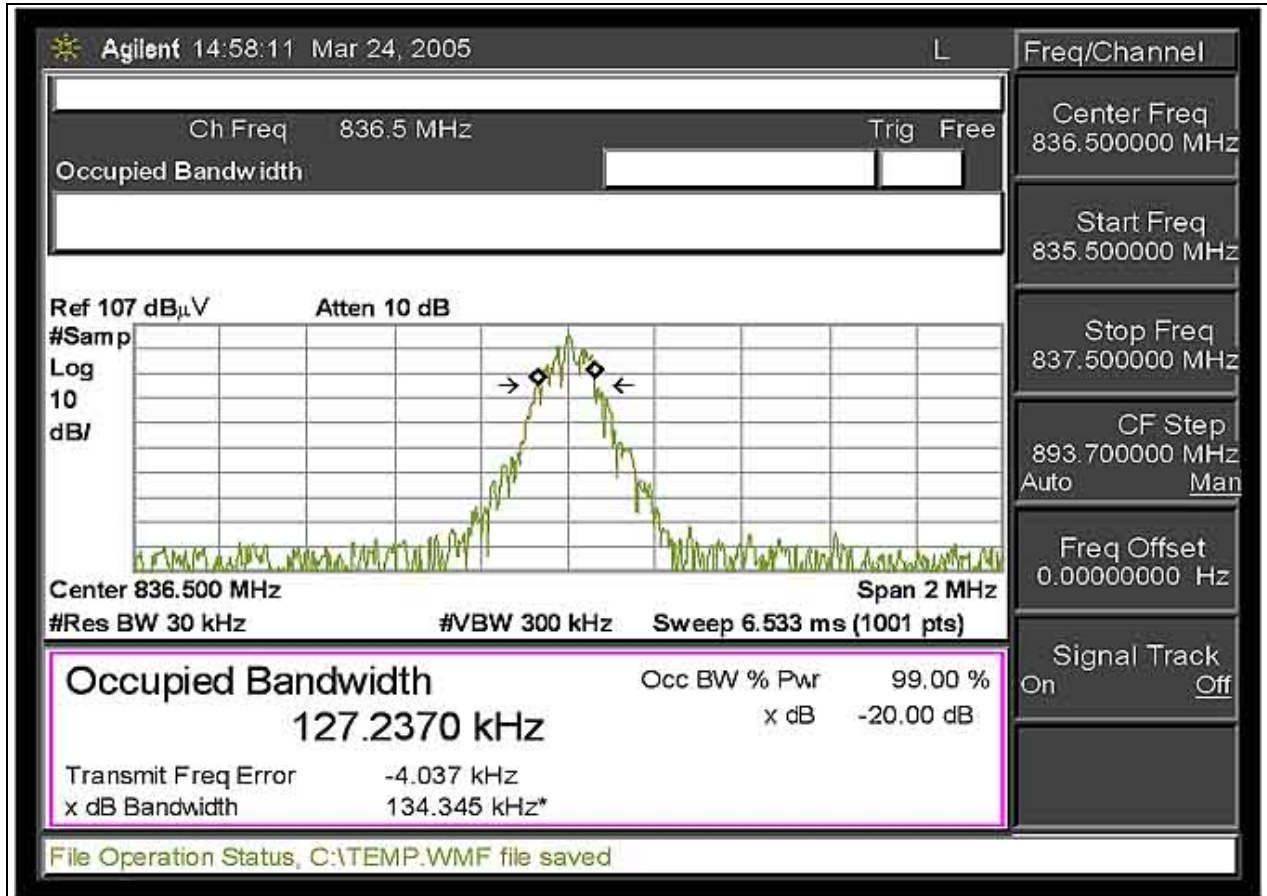 Agilent 14:58:11 Mar 24, 2005 L
Ch Freq 836.5 MHz Trig Free
Occupied Bandwidth
Ref 107 dBµV Atten 10 dB
#Samp
Log
10
dB/
Center 836.500 MHz Span 2 MHz
#Res BW 30 kHz #VBW 300 kHz Sweep 6.533 ms (1001 pts)
Occupied Bandwidth
127.2370 kHz
Occ BW % Pwr 99.00 %
x dB -20.00 dB
Transmit Freq Error -4.037 kHz
x dB Bandwidth 134.345 kHz*
File Operation Status, C:\TEMP.WMF file saved
Freq/Channel
Center Freq
836.500000 MHz
Start Freq
835.500000 MHz
Stop Freq
837.500000 MHz
CF Step
893.700000 MHz
Auto Man
Freq Offset
0.00000000 Hz
Signal Track
On Off